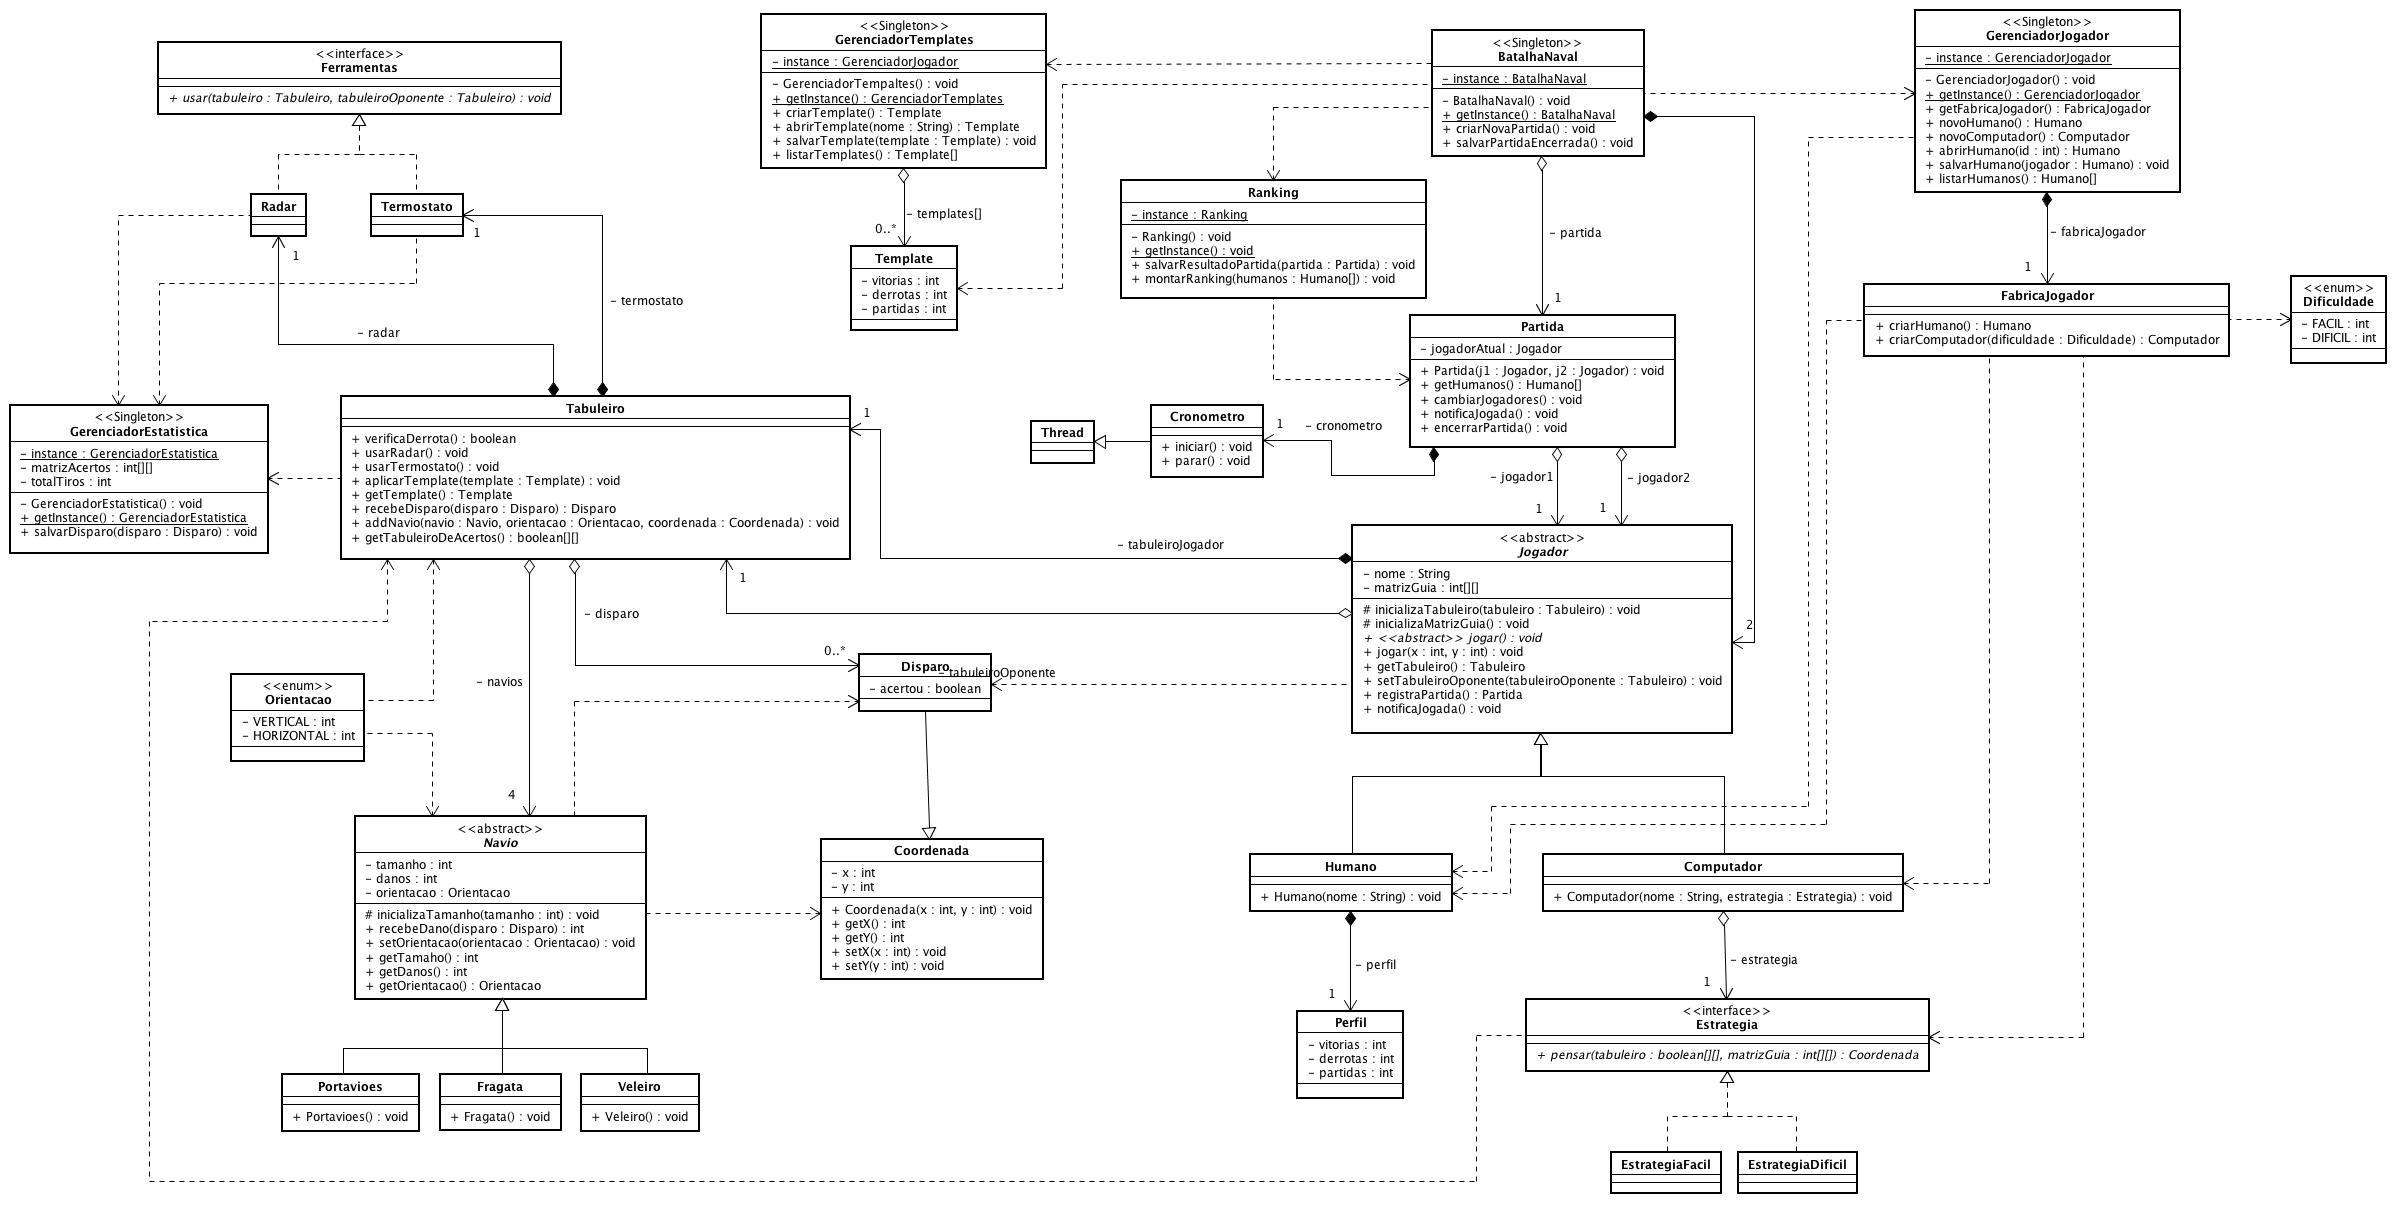 <<interface>>
Ferramentas
+ usar(tabuleiro : Tabuleiro, tabuleiroOponente : Tabuleiro) : void
<<Singleton>>
GerenciadorTemplates
- instance : GerenciadorJogador
- GerenciadorTempaltes() : void
+ getInstance() : GerenciadorTemplates
+ criarTemplate() : Template
+ abrirTemplate(nome : String) : Template
+ salvarTemplate(template : Template) : void
+ listarTemplates() : Template[]
<<Singleton>>
BatalhaNaval
- instance : BatalhaNaval
- BatalhaNaval() : void
+ getInstance() : BatalhaNaval
+ criarNovaPartida() : void
+ salvarPartidaEncerrada() : void
<<Singleton>>
GerenciadorJogador
- instance : GerenciadorJogador
- GerenciadorJogador() : void
+ getInstance() : GerenciadorJogador
+ getFabricaJogador() : FabricaJogador
+ novoHumano() : Humano
+ novoComputador() : Computador
+ abrirHumano(id : int) : Humano
+ salvarHumano(jogador : Humano) : void
+ listarHumanos() : Humano[]
Radar
Termostato
1
1
- termostato
- radar
- templates[]
0..*
Template
- vitorias : int
- derrotas : int
- partidas : int
Ranking
- instance : Ranking
- Ranking() : void
+ getInstance() : void
+ salvarResultadoPartida(partida : Partida) : void
+ montarRanking(humanos : Humano[]) : void
- partida
1
- fabricaJogador
1
FabricaJogador
+ criarHumano() : Humano
+ criarComputador(dificuldade : Dificuldade) : Computador
<<enum>>
Dificuldade
- FACIL : int
- DIFICIL : int
Partida
- jogadorAtual : Jogador
+ Partida(j1 : Jogador, j2 : Jogador) : void
+ getHumanos() : Humano[]
+ cambiarJogadores() : void
+ notificaJogada() : void
+ encerrarPartida() : void
<<Singleton>>
GerenciadorEstatistica
- instance : GerenciadorEstatistica
- matrizAcertos : int[][]
- totalTiros : int
- GerenciadorEstatistica() : void
+ getInstance() : GerenciadorEstatistica
+ salvarDisparo(disparo : Disparo) : void
Tabuleiro
+ verificaDerrota() : boolean
+ usarRadar() : void
+ usarTermostato() : void
+ aplicarTemplate(template : Template) : void
+ getTemplate() : Template
+ recebeDisparo(disparo : Disparo) : Disparo
+ addNavio(navio : Navio, orientacao : Orientacao, coordenada : Coordenada) : void
+ getTabuleiroDeAcertos() : boolean[][]
1
Thread
Cronometro
+ iniciar() : void
+ parar() : void
1
- cronometro
- jogador1
- jogador2
1
1
- tabuleiroJogador
1
<<abstract>>
Jogador
- nome : String
- matrizGuia : int[][]
# inicializaTabuleiro(tabuleiro : Tabuleiro) : void
# inicializaMatrizGuia() : void
+ <<abstract>> jogar() : void
+ jogar(x : int, y : int) : void
+ getTabuleiro() : Tabuleiro
+ setTabuleiroOponente(tabuleiroOponente : Tabuleiro) : void
+ registraPartida() : Partida
+ notificaJogada() : void
2
- disparo
0..*
Disparo
- acertou : boolean
- tabuleiroOponente
<<enum>>
Orientacao
- VERTICAL : int
- HORIZONTAL : int
- navios
4
<<abstract>>
Navio
- tamanho : int
- danos : int
- orientacao : Orientacao
# inicializaTamanho(tamanho : int) : void
+ recebeDano(disparo : Disparo) : int
+ setOrientacao(orientacao : Orientacao) : void
+ getTamaho() : int
+ getDanos() : int
+ getOrientacao() : Orientacao
Coordenada
- x : int
- y : int
+ Coordenada(x : int, y : int) : void
+ getX() : int
+ getY() : int
+ setX(x : int) : void
+ setY(y : int) : void
Humano
+ Humano(nome : String) : void
Computador
+ Computador(nome : String, estrategia : Estrategia) : void
- perfil
1
- estrategia
1
Perfil
- vitorias : int
- derrotas : int
- partidas : int
<<interface>>
Estrategia
+ pensar(tabuleiro : boolean[][], matrizGuia : int[][]) : Coordenada
Portavioes
+ Portavioes() : void
Fragata
+ Fragata() : void
Veleiro
+ Veleiro() : void
EstrategiaFacil
EstrategiaDificil